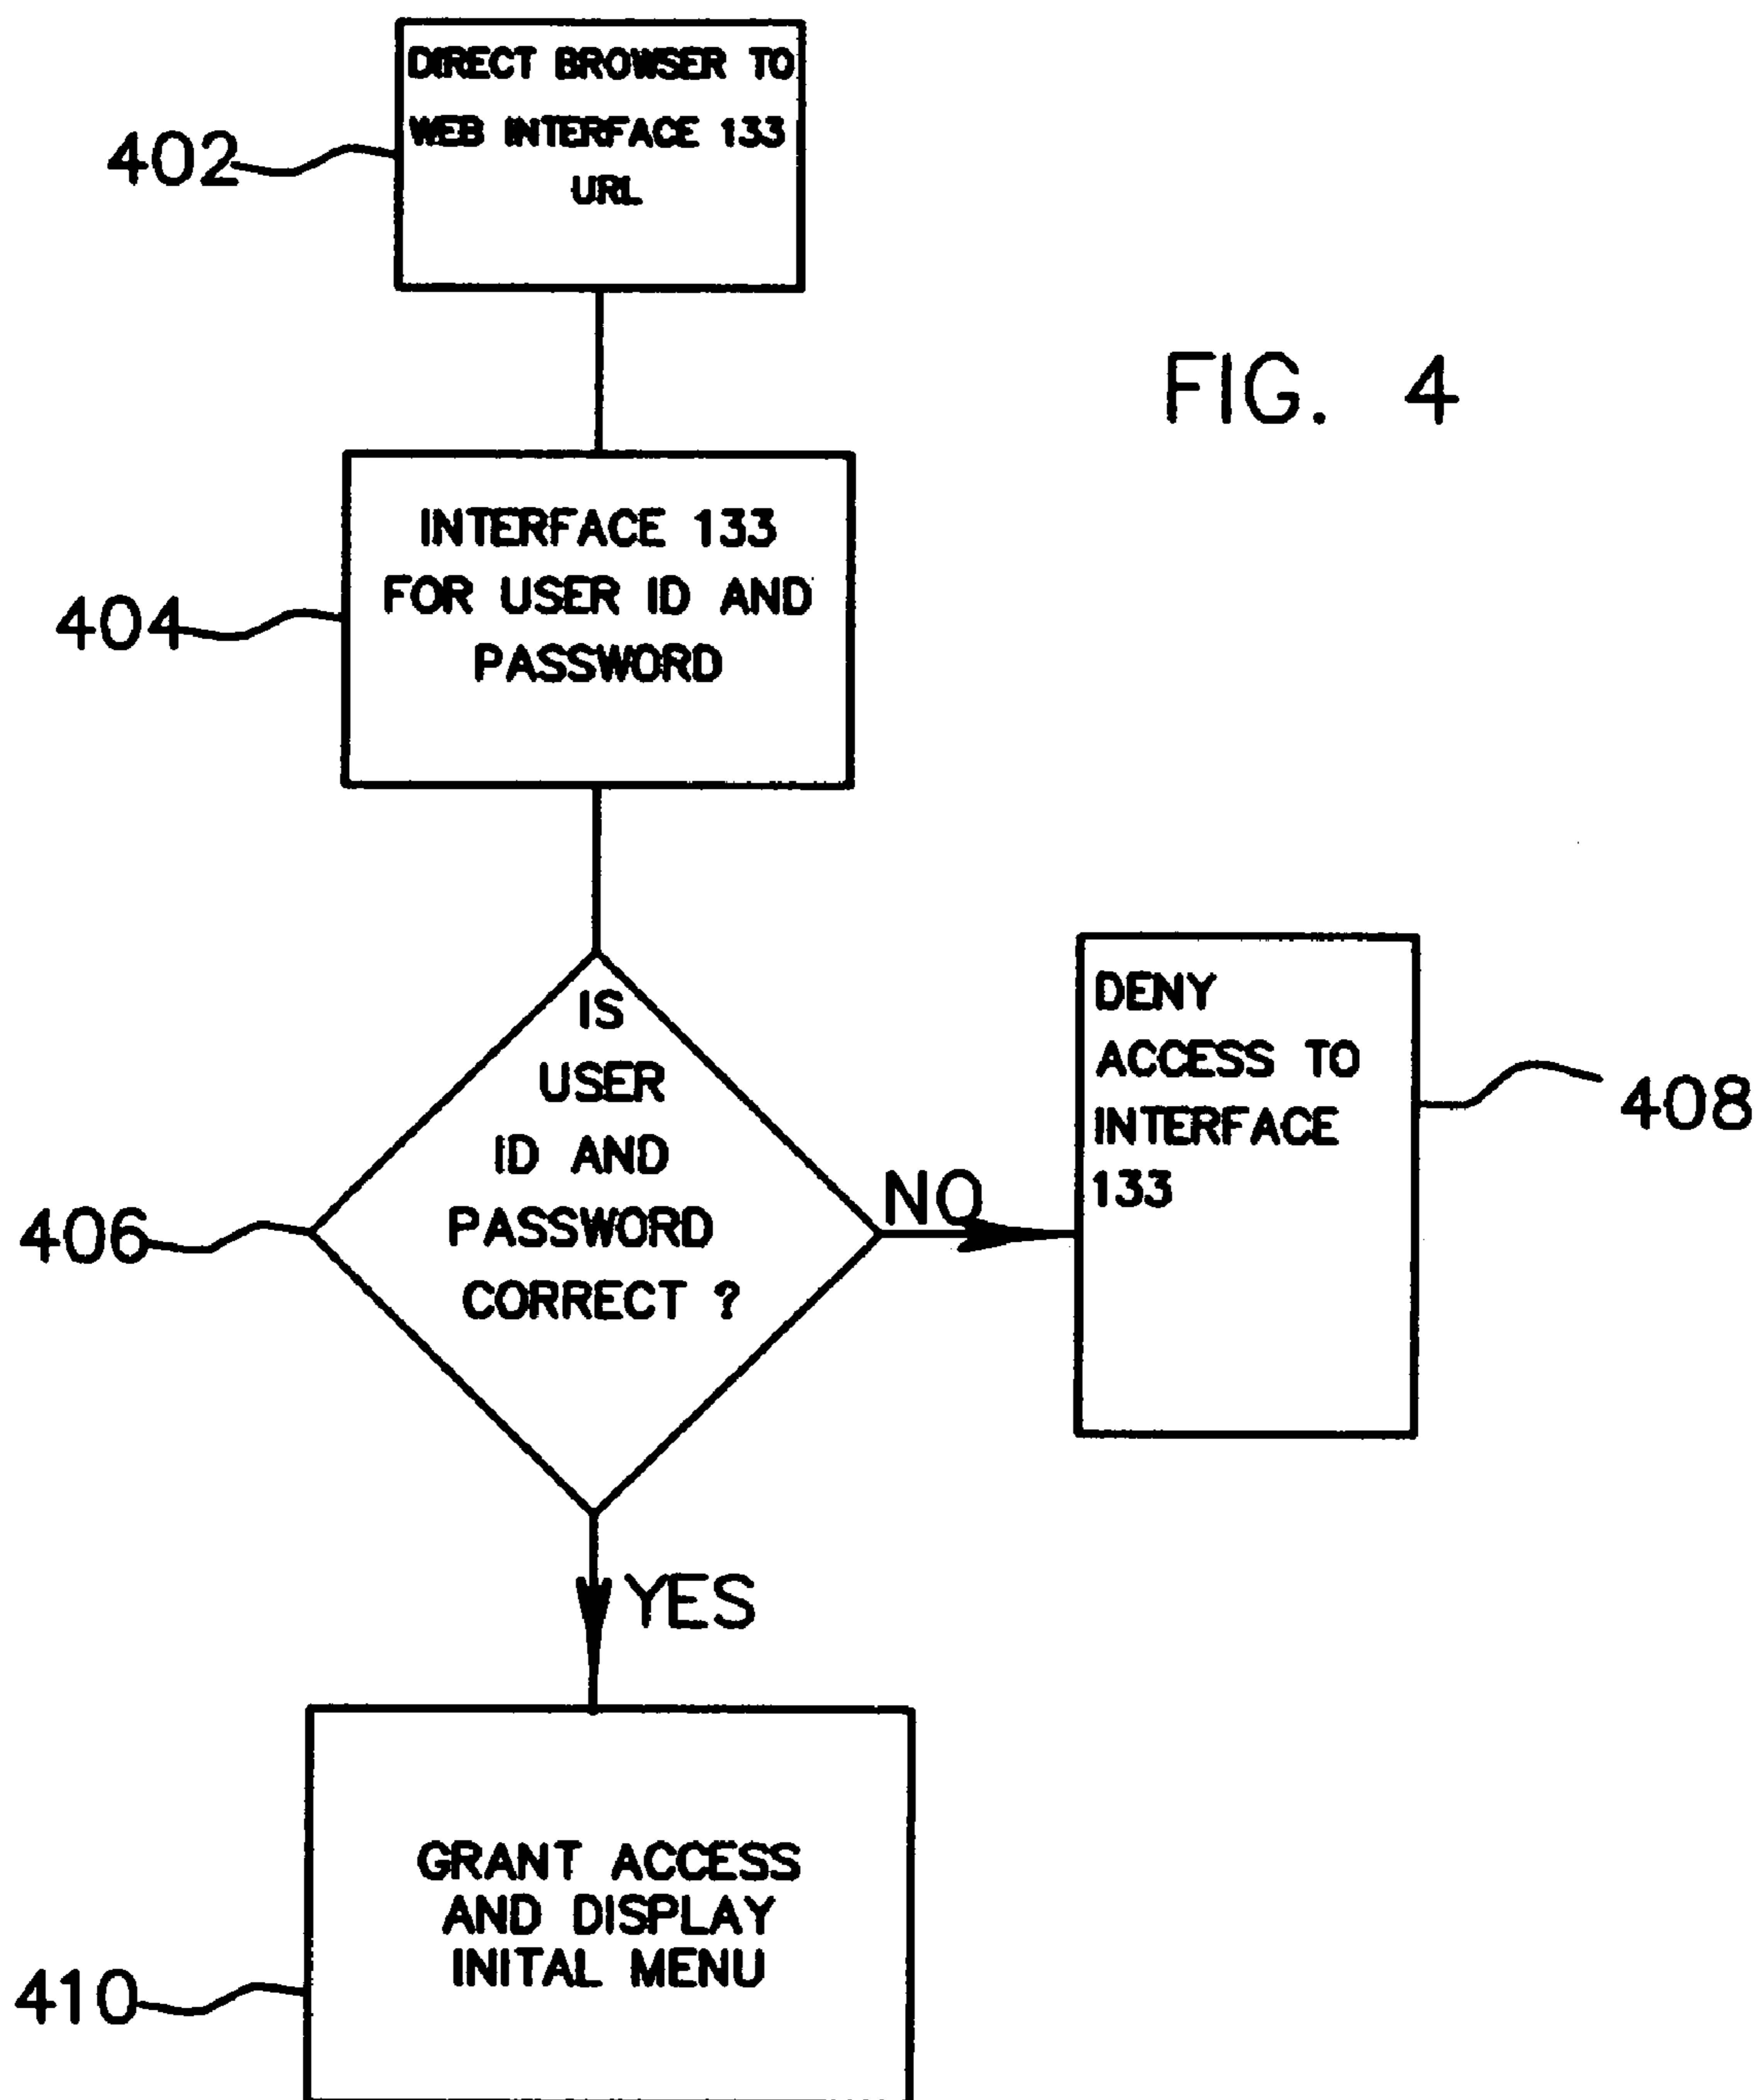 DIRECT BROWSER TO
WEB INTERFACE 133
URL
402
FIG. 4
INTERFACE 133
FOR USER ID AND
PASSWORD
404
IS
USER
ID AND
PASSWORD
CORRECT ?
406
NO
DENY
ACCESS TO
INTERFACE
133
408
YES
GRANT ACCESS
AND DISPLAY
INITAL MENU
410